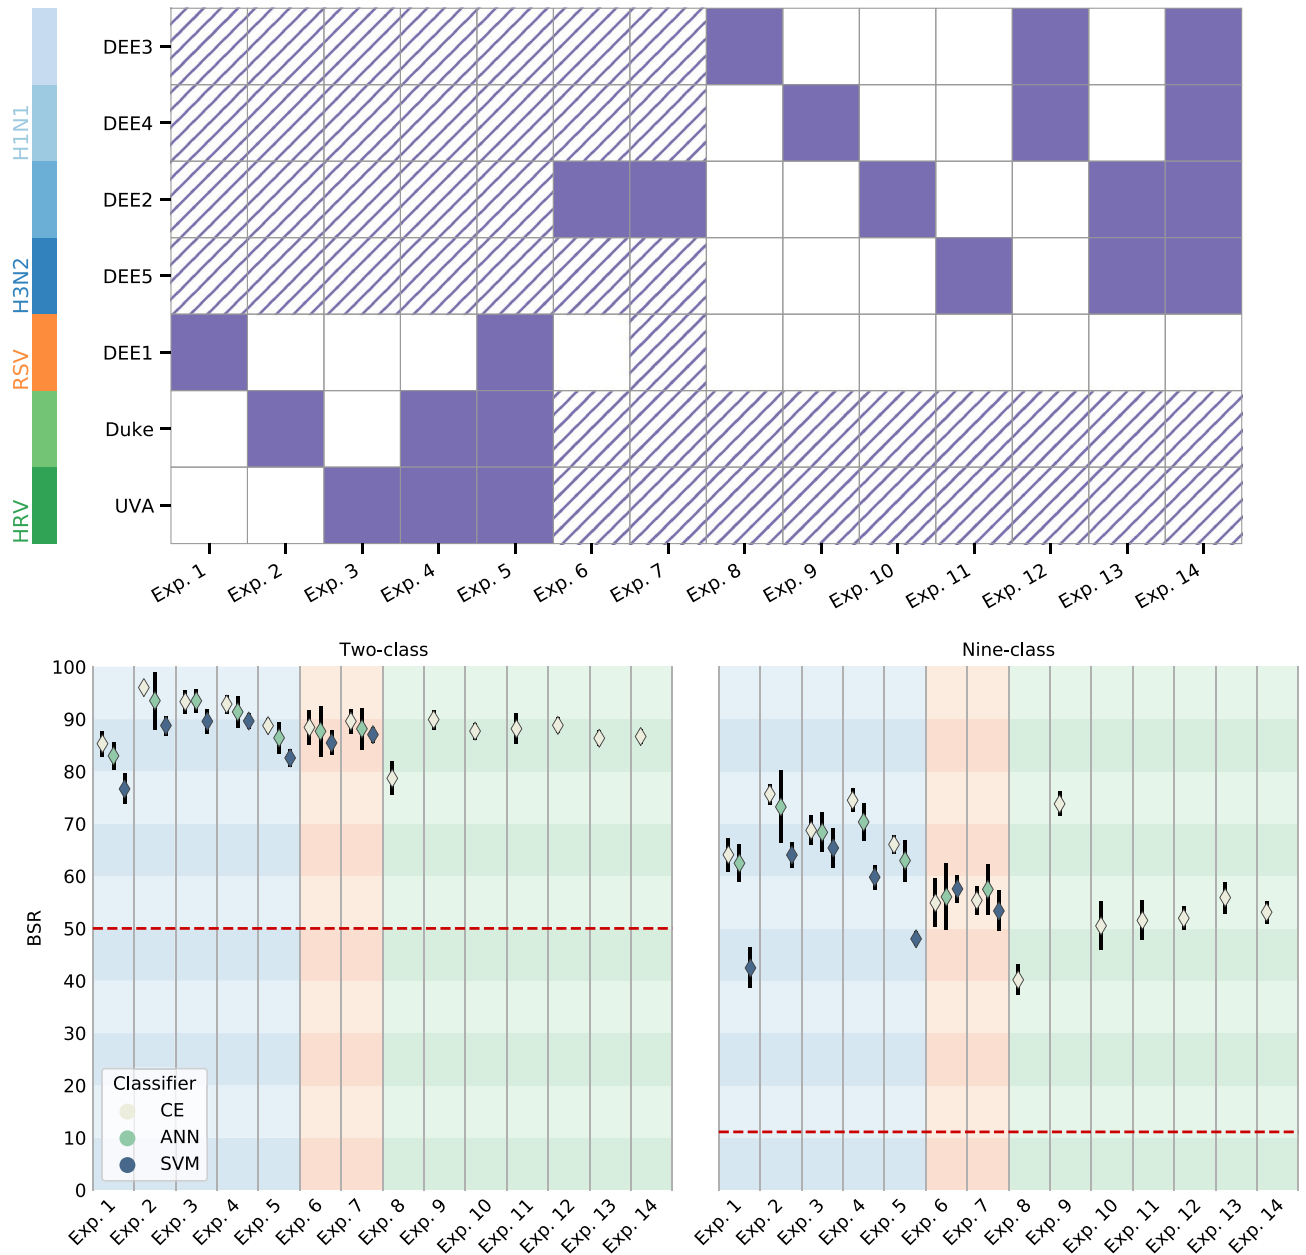 H1N1
H3N2
RSV
HRV
DEE3
DEE4
DEE2
DEE5
DEE1
Duke
UVA
Exp. 1
Exp. 2
Exp. 3
Exp. 4
Exp. 5
Exp. 6
Exp. 7
Exp. 8
Exp. 9
Exp. 10
Exp. 11
Exp. 12
Exp. 13
Exp. 14
Two-class
BSR
100
90
80
70
60
50
40
30
20
10
0
Classifier
CE
ANN
SVM
Exp. 1
Exp. 2
Exp. 3
Exp. 4
Exp. 5
Exp. 6
Exp. 7
Exp. 8
Exp. 9
Exp. 10
Exp. 11
Exp. 12
Exp. 13
Exp. 14
Nine-class
Exp. 1
Exp. 2
Exp. 3
Exp. 4
Exp. 5
Exp. 6
Exp. 7
Exp. 8
Exp. 9
Exp. 10
Exp. 11
Exp. 12
Exp. 13
Exp. 14